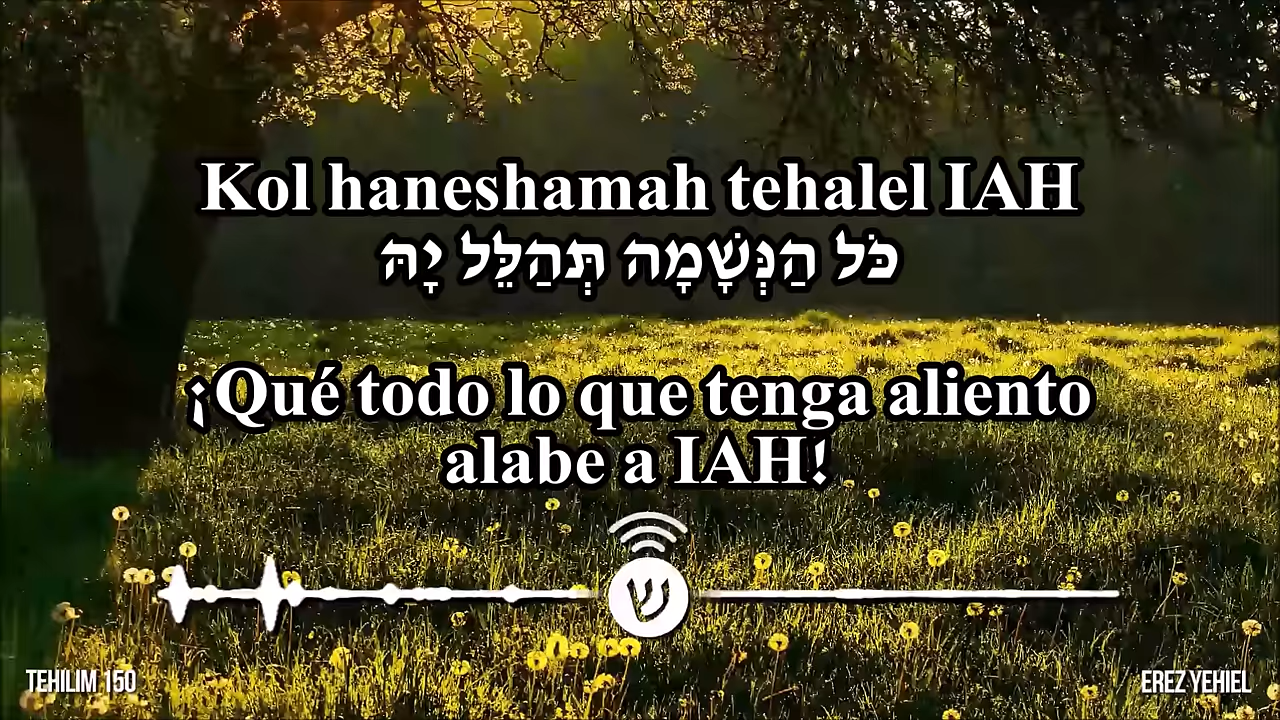 Kol haneshamah tehalel IAH
כֹּל הַנְּשָׁמָה תְּהַלֵּל יָהּ
¡Qué todo lo que tenga aliento
alabe a IAH!
ש
TEHILIM 150
EREZ YEHIEL